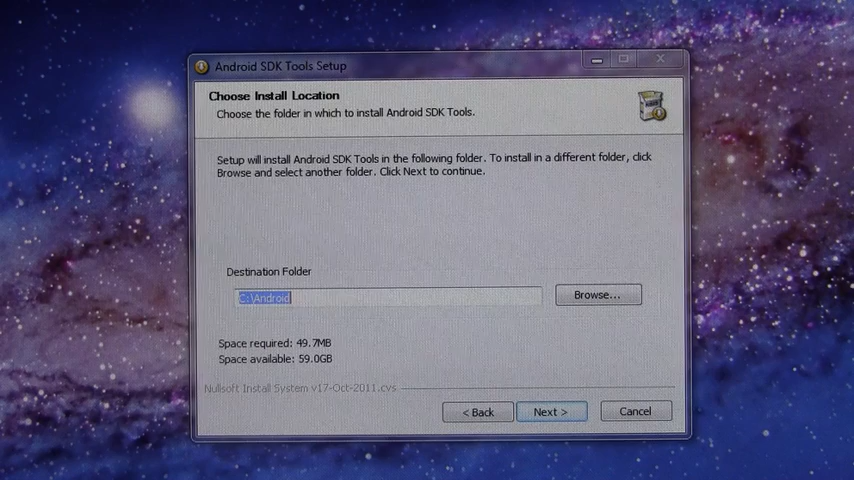 Android SDK Tools Setup
Choose Install Location
Choose the folder in which to install Android SDK Tools.
Setup will install Android SDK Tools in the following folder. To install in a different folder, click
Browse and select another folder. Click Next to continue.
Destination Folder
C:\Android
Browse...
Space required: 49.7MB
Space available: 59.0GB
Nullsoft Install System v17-Oct-2011.cvs
< Back
Next >
Cancel